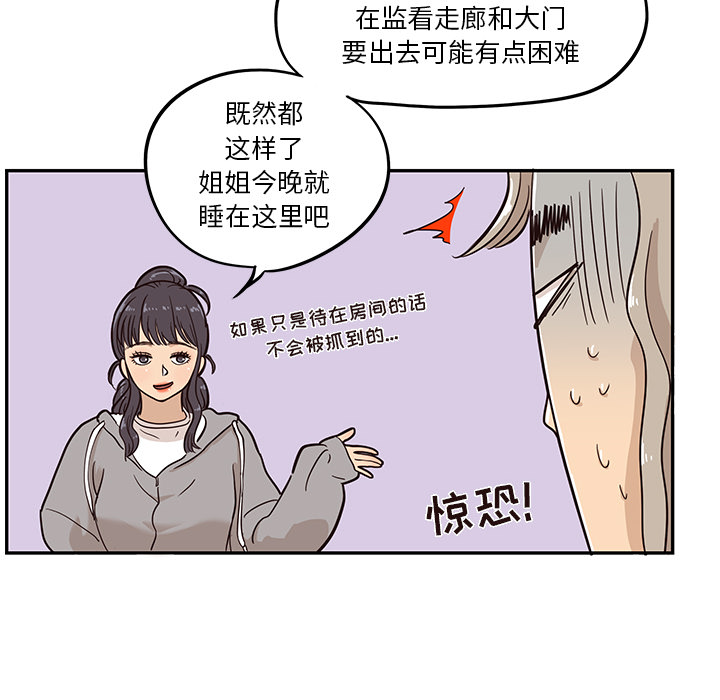 在监看走廊和大门
要出去可能有点困难
既然都
这样了
姐姐今晚就
睡在这里吧
如果只是待在房间的话
不会被抓到的...
惊恐!